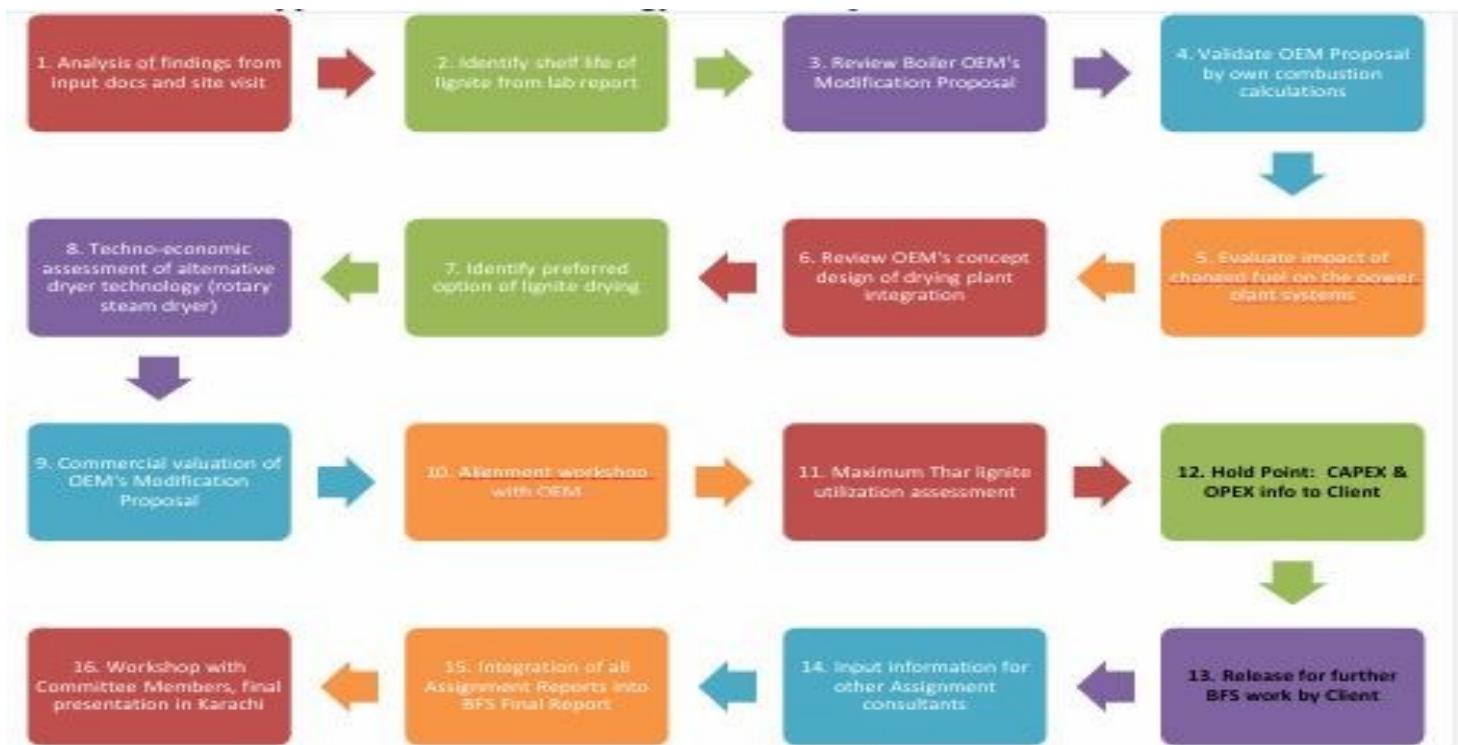 1. Analysis of findings from
input docs and site visit
2. Identify shelf life of
lignite from lab report
3. Review Boiler OEM's
Modification Proposal
4. Validate OEM Proposal
by own combustion
calculations
5. Evaluate impact of
changed fuel on the power
plant systems
6. Review OEM's concept
design of drying plant
integration
7. Identify preferred
option of lignite drying
8. Techno-economic
assessment of alternative
dryer technology (rotary
steam dryer)
9. Commercial valuation of
OEM's Modification
Proposal
10. Alignment workshop
with OEM
11. Maximum Thar lignite
utilization assessment
12. Hold Point: CAPEX &
OPEX info to Client
13. Release for further
BFS work by Client
14. Input information for
other Assignment
consultants
15. Integration of all
Assignment Reports into
BFS Final Report
16. Workshop with
Committee Members, final
presentation in Karachi